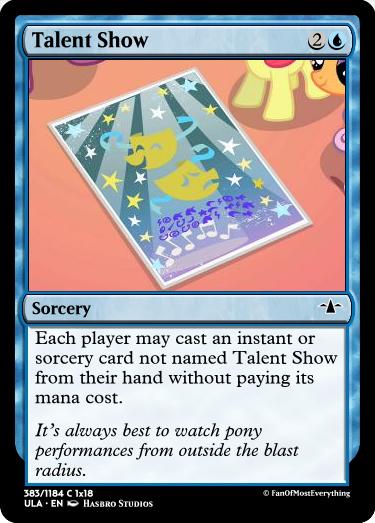 Talent Show 2
Sorcery
Each player may cast an instant or
sorcery card not named Talent Show
from their hand without paying its
mana cost.
It's always best to watch pony
performances from outside the blast
radius.
383/1184 C 1x18
ULA · EN Hasbro Studios
© FanOfMostEverything